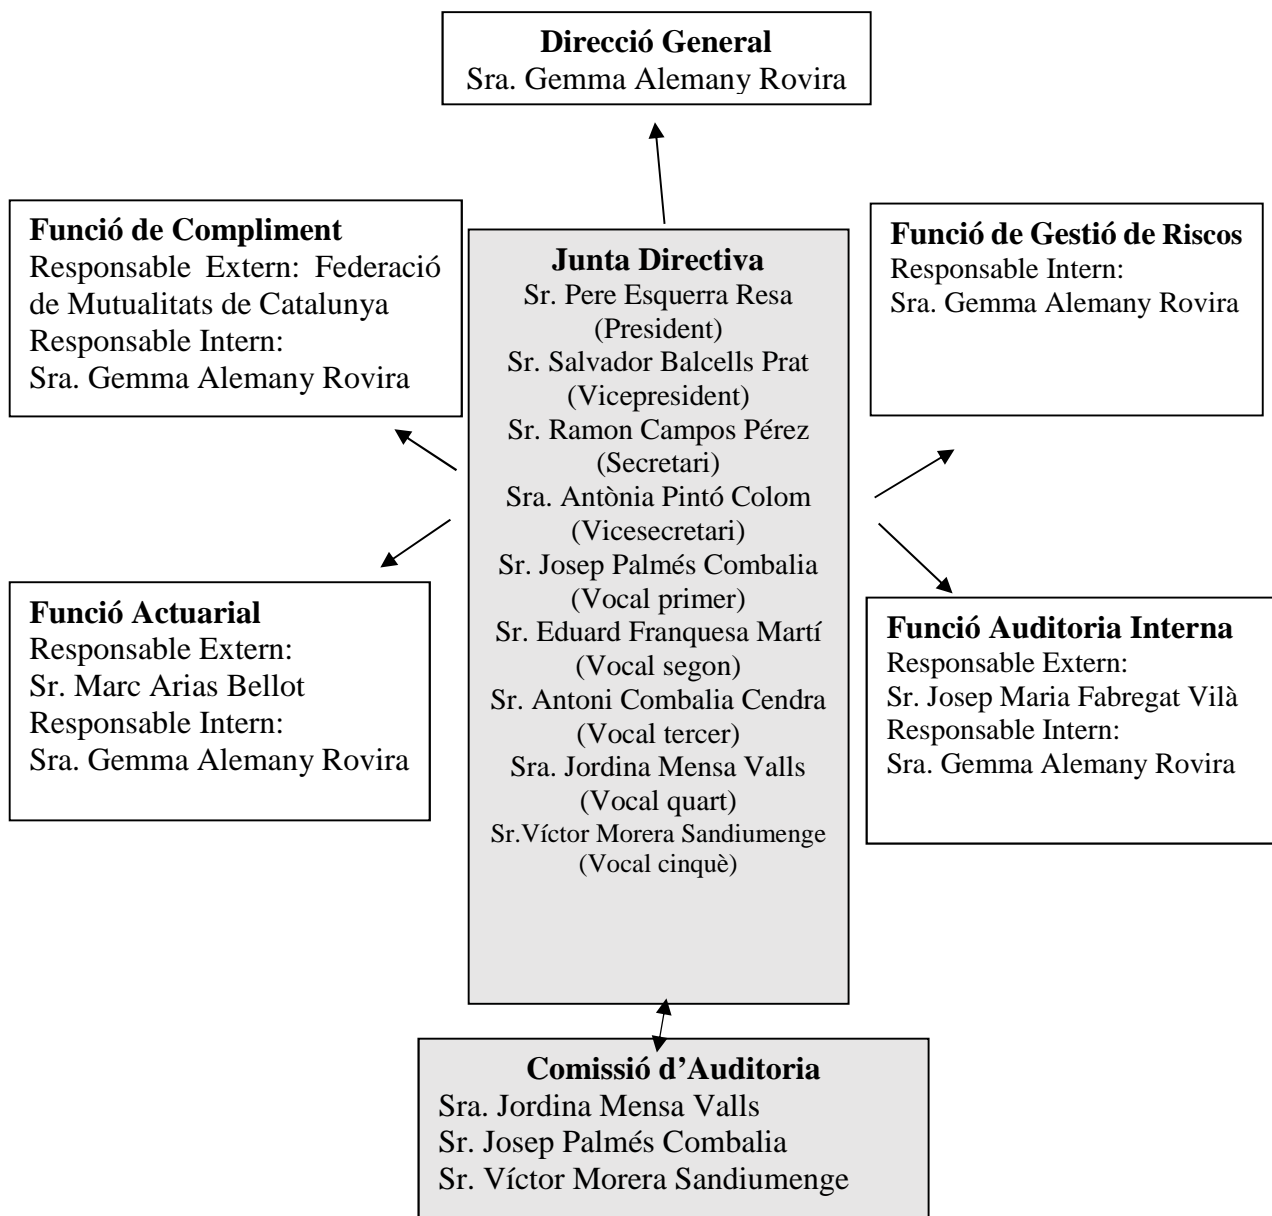 Direcció General
Sra. Gemma Alemany Rovira
Funció de Compliment
Responsable Extern: Federació
de Mutualitats de Catalunya
Responsable Intern:
Sra. Gemma Alemany Rovira
Junta Directiva
Sr. Pere Esquerra Resa
(President)
Sr. Salvador Balcells Prat
(Vicepresident)
Sr. Ramon Campos Pérez
(Secretari)
Sra. Antònia Pintó Colom
(Vicesecretari)
Sr. Josep Palmés Combalia
(Vocal primer)
Sr. Eduard Franquesa Martí
(Vocal segon)
Sr. Antoni Combalia Cendra
(Vocal tercer)
Sra. Jordina Mensa Valls
(Vocal quart)
Sr.Víctor Morera Sandiumenge
(Vocal cinquè)
Funció de Gestió de Riscos
Responsable Intern:
Sra. Gemma Alemany Rovira
Funció Actuarial
Responsable Extern:
Sr. Marc Arias Bellot
Responsable Intern:
Sra. Gemma Alemany Rovira
Funció Auditoria Interna
Responsable Extern:
Sr. Josep Maria Fabregat Vilà
Responsable Intern:
Sra. Gemma Alemany Rovira
Comissió d’Auditoria
Sra. Jordina Mensa Valls
Sr. Josep Palmés Combalia
Sr. Víctor Morera Sandiumenge